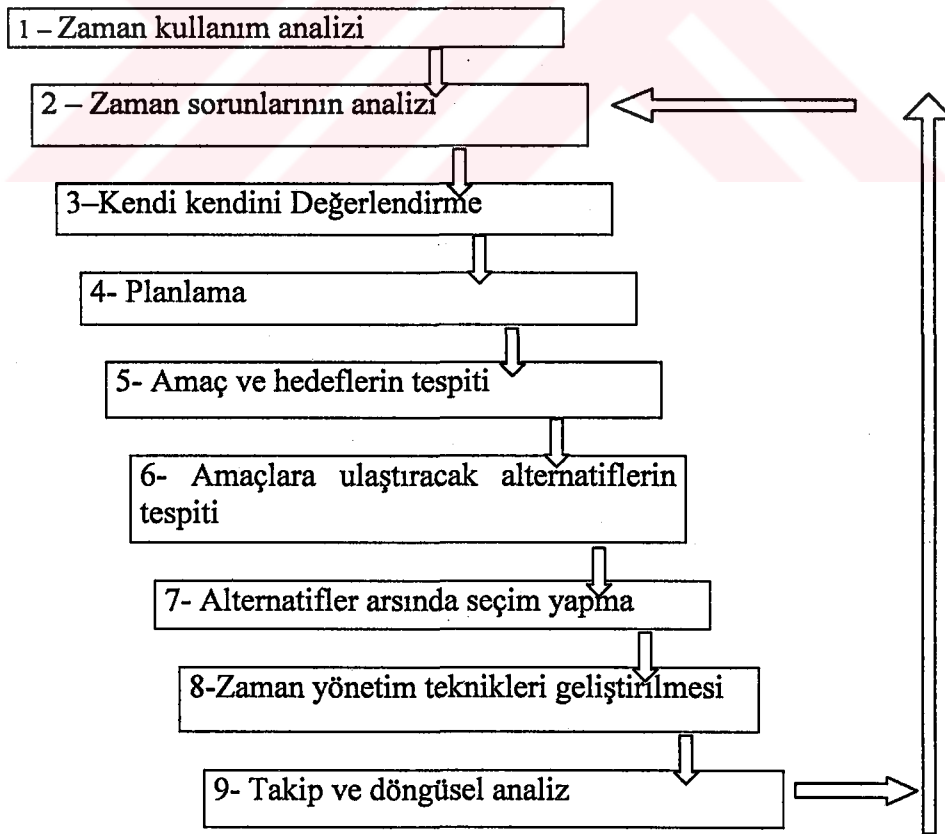 1 – Zaman kullanım analizi
2 – Zaman sorunlarının analizi
3–Kendi kendini Değerlendirme
4- Planlama
5- Amaç ve hedeflerin tespiti
6- Amaçlara ulaştıracak alternatiflerin
tespiti
7- Alternatifler arsında seçim yapma
8-Zaman yönetim teknikleri geliştirilmesi
9- Takip ve döngüsel analiz